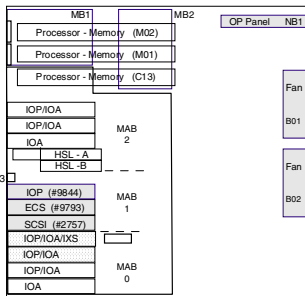 MB1 MB2
OP Panel NB1
Processor - Memory (M02)
Processor - Memory (M01)
Processor - Memory (C13)
Fan
B01
Fan
B02
IOP/IOA
IOP/IOA
IOA
HSL - A
HSL -B
MAB
2
3
IOP (#9844)
ECS (#9793)
SCSI (#2757)
MAB
1
IOP/IOA/IXS
IOP/IOA
IOP/IOA
IOA
MAB
0